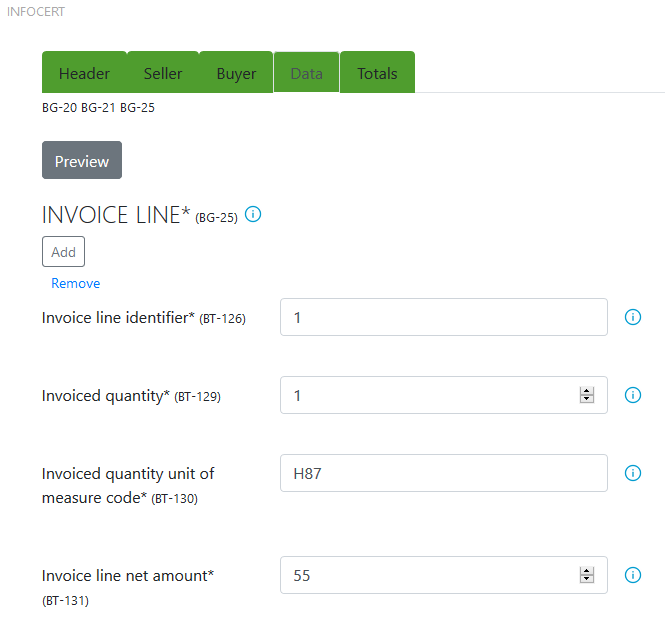 INFOCERT
Header Seller Buyer Data Totals
BG-20 BG-21 BG-25
Preview
INVOICE LINE* (BG-25)
Add
Remove
Invoice line identifier* (BT-126) 1
Invoiced quantity* (BT-129) 1
Invoiced quantity unit of H87
measure code* (BT-130)
Invoice line net amount* 55
(BT-131)